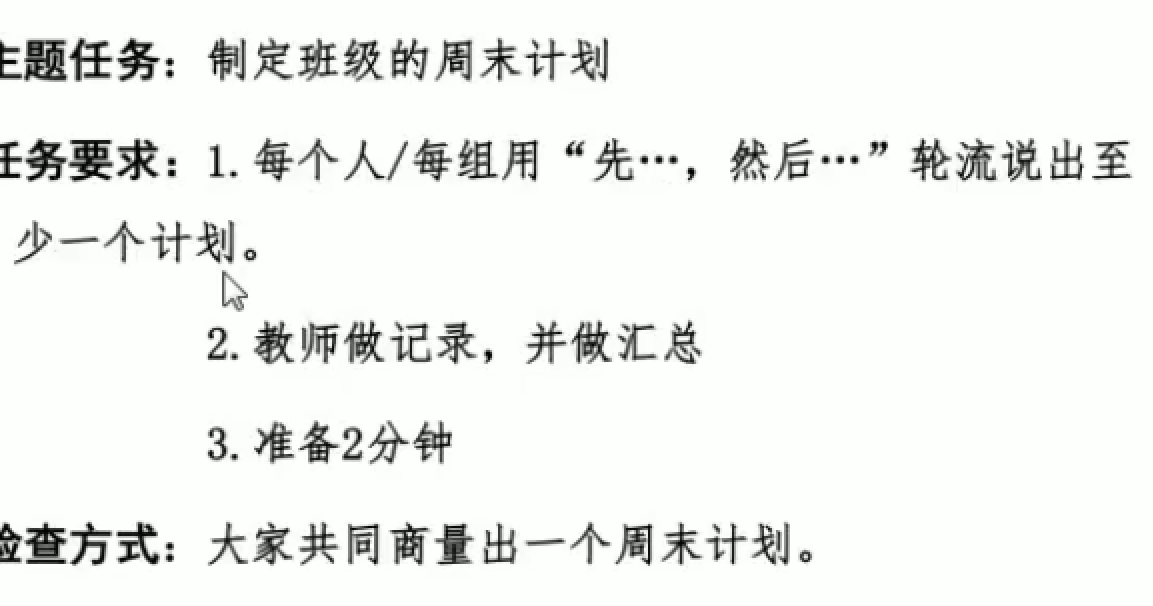 主题任务：制定班级的周末计划
任务要求：1.每个人/每组用“先…，然后…”轮流说出至
少一个计划。
2.教师做记录，并做汇总
3.准备2分钟
检查方式：大家共同商量出一个周末计划。